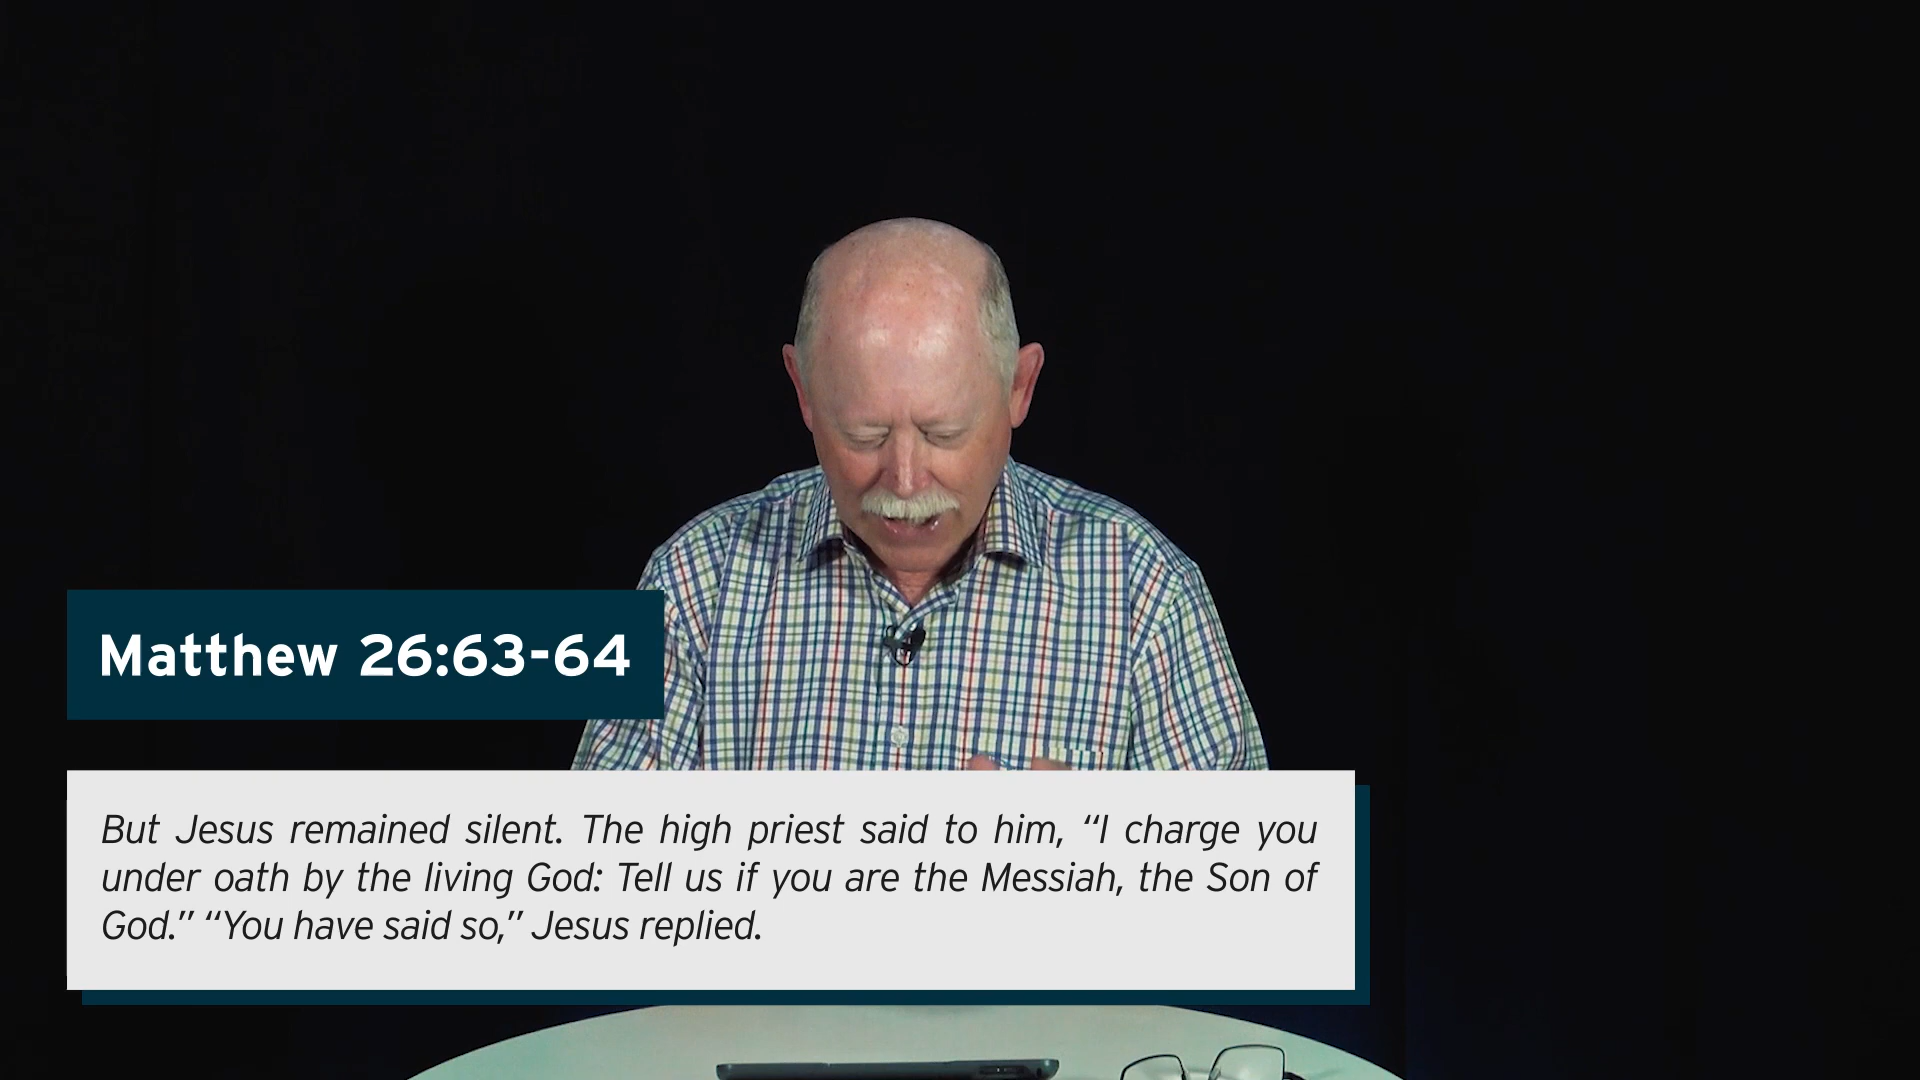 Matthew 26:63-64
But Jesus remained silent. The high priest said to him, “I charge you
under oath by the living God: Tell us if you are the Messiah, the Son of
God.” “You have said so,” Jesus replied.